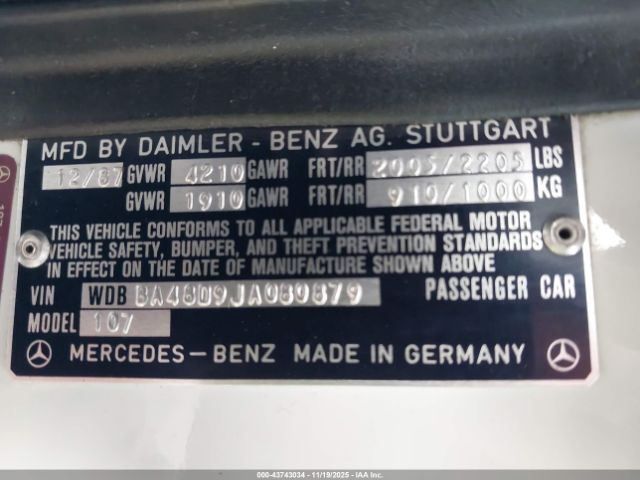 MFD BY DAIMLER - BENZ AG. STUTTGART
12/87 GVWR 4210 GAWR FRT/RR 2005/2205 LBS
GVWR 1910 GAWR FRT/RR 910/1000 KG
THIS VEHICLE CONFORMS TO ALL APPLICABLE FEDERAL MOTOR
VEHICLE SAFETY, BUMPER, AND THEFT PREVENTION STANDARDS
IN EFFECT ON THE DATE OF MANUFACTURE SHOWN ABOVE
VIN WDB BA48D9JA080879 PASSENGER CAR
MODEL 107
MERCEDES-BENZ MADE IN GERMANY
000-43743034 - 11/19/2025 - IAAI.COM